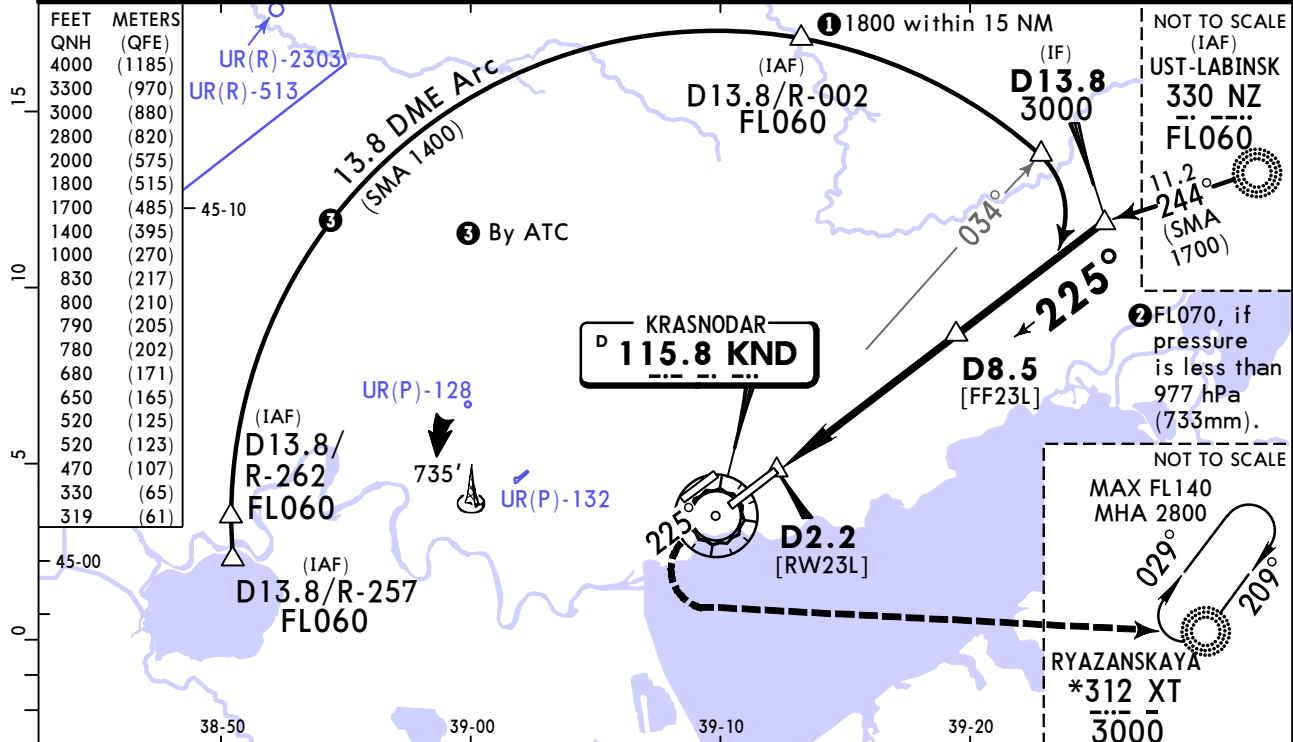 FEET METERS
QNH (QFE)
4000 (1185)
3300 (970)
3000 (880)
2800 (820)
2000 (575)
1800 (515)
1700 (485)
1400 (395)
1000 (270)
830 (217)
800 (210)
790 (205)
780 (202)
680 (171)
650 (165)
520 (125)
520 (123)
470 (107)
330 (65)
319 (61)
UR(R)-2303
UR(R)-513
13.8 DME Arc
(SMA 1400)
3
45-10
3 By ATC
1 1800 within 15 NM
(IAF)
D13.8/R-002
FL060
(IF)
D13.8
3000
NOT TO SCALE
(IAF)
UST-LABINSK
330 NZ
FL060
11.2
244°
(SMA
1700)
034°
225°
2 FL070, if
pressure
is less than
977 hPa
(733mm).
KRASNODAR
D 115.8 KND
D8.5
[FF23L]
UR(P)-128
735'
UR(P)-132
(IAF)
D13.8/
R-262
FL060
225°
D2.2
[RW23L]
45-00
(IAF)
D13.8/R-257
FL060
NOT TO SCALE
MAX FL140
MHA 2800
029°
209°
RYAZANSKAYA
*312 XT
3000
15
10
5
0
38-50
39-00
39-10
39-20